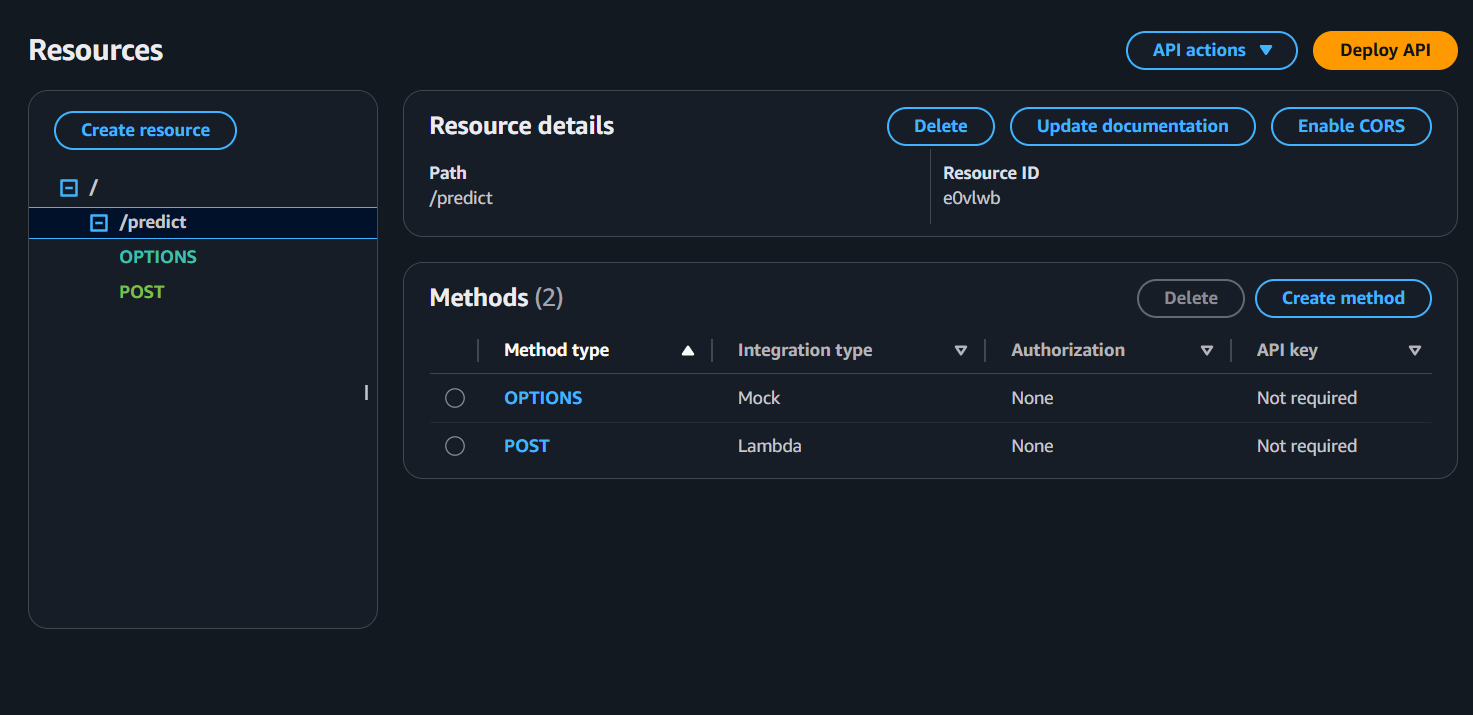 Resources
API actions
Deploy API
Create resource
/
/predict
OPTIONS
POST
Resource details
Delete
Update documentation
Enable CORS
Path
/predict
Resource ID
e0vlwb
Methods (2)
Delete
Create method
Method type Integration type Authorization API key
OPTIONS Mock None Not required
POST Lambda None Not required